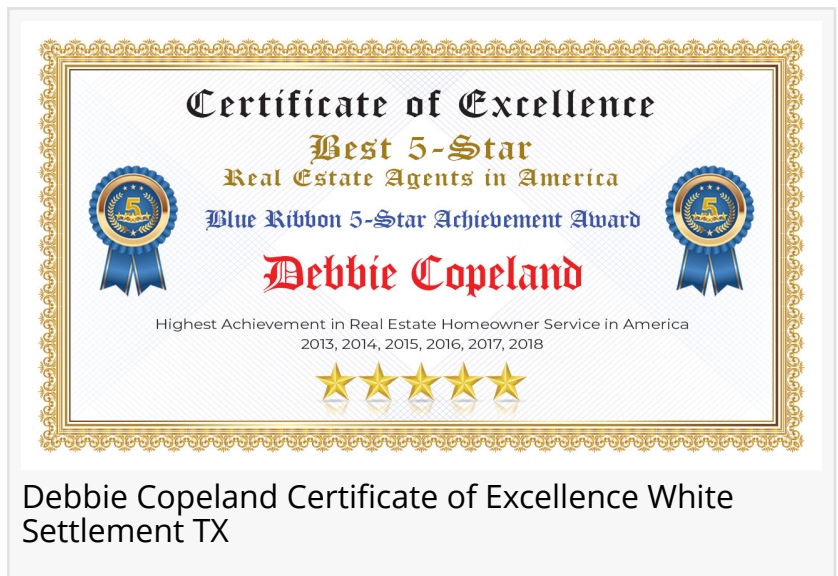 Certificate of Excellence
Best 5-Star
Real Estate Agents in America
Blue Ribbon 5-Star Achievement Award
5
5
Debbie Copeland
Highest Achievement in Real Estate Homeowner Service in America
2013, 2014, 2015, 2016, 2017, 2018
Debbie Copeland Certificate of Excellence White
Settlement TX